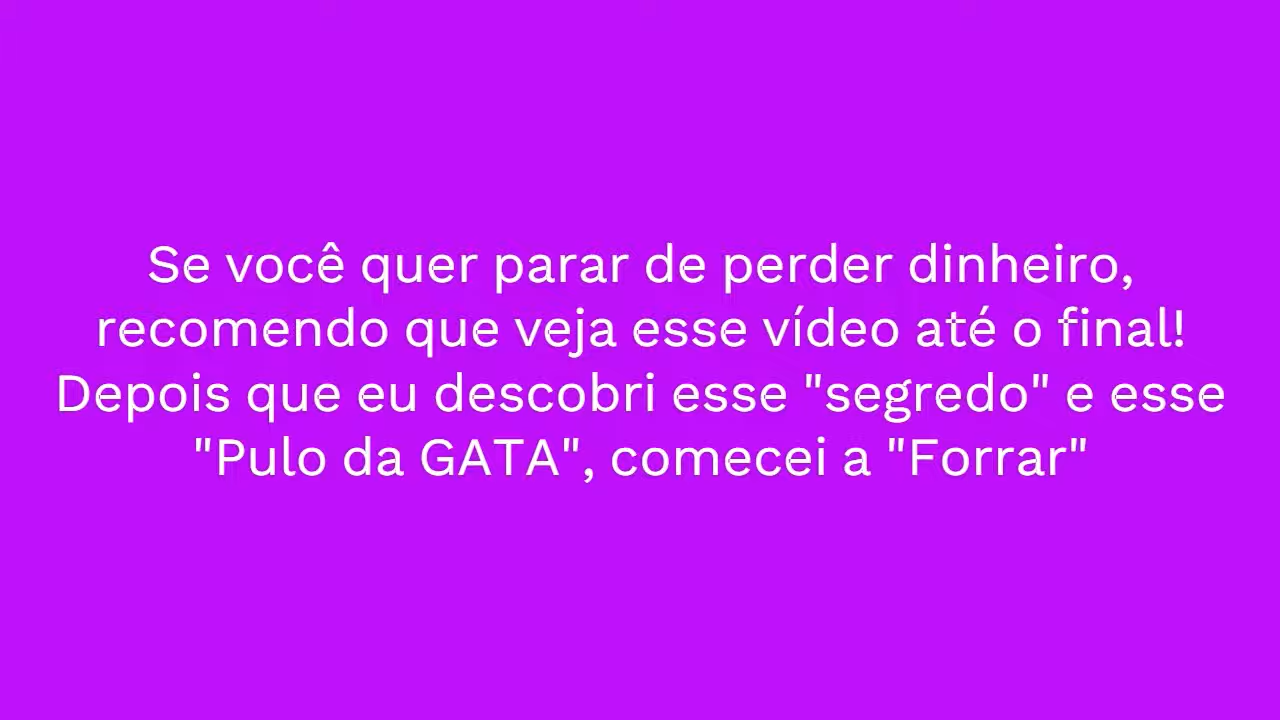 Se você quer parar de perder dinheiro,
recomendo que veja esse vídeo até o final!
Depois que eu descobri esse "segredo" e esse
"Pulo da GATA", comecei a "Forrar"